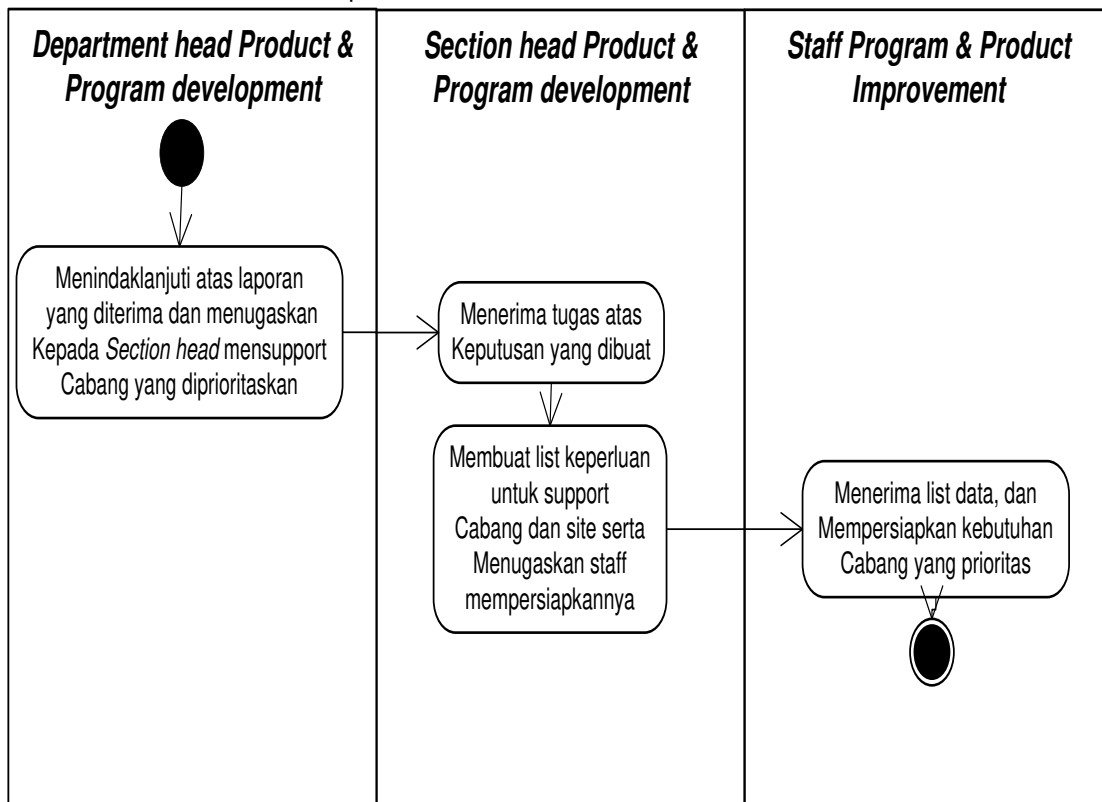 Department head Product &
Program development
Section head Product &
Program development
Staff Program & Product
Improvement
Menindaklanjuti atas laporan
yang diterima dan menugaskan
Kepada Section head mensupport
Cabang yang diprioritaskan
Menerima tugas atas
Keputusan yang dibuat
Membuat list keperluan
untuk support
Cabang dan site serta
Menugaskan staff
mempersiapkannya
Menerima list data, dan
Mempersiapkan kebutuhan
Cabang yang prioritas